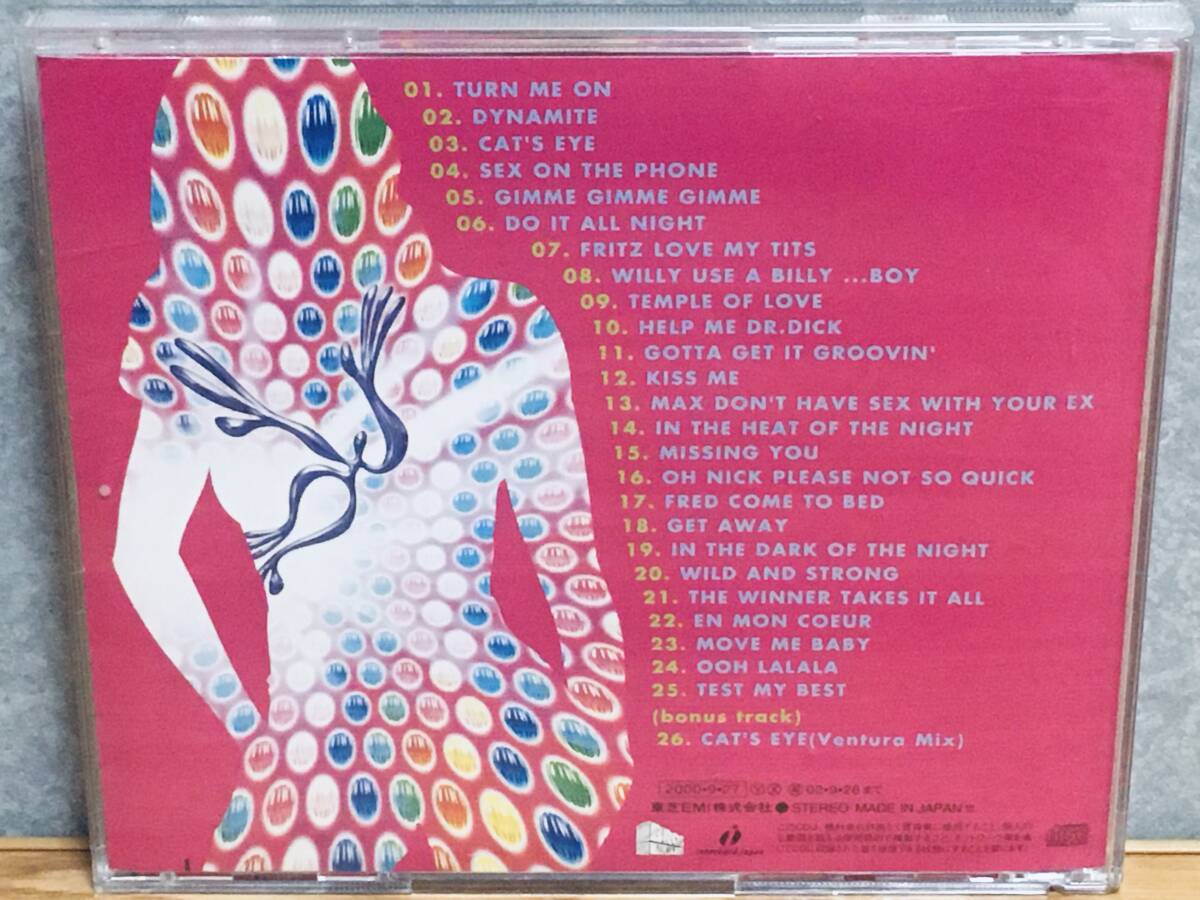 01. TURN ME ON
02. DYNAMITE
03. CAT'S EYE
04. SEX ON THE PHONE
05. GIMME GIMME GIMME
06. DO IT ALL NIGHT
07. FRITZ LOVE MY TITS
08. WILLY USE A BILLY ...BOY
09. TEMPLE OF LOVE
10. HELP ME DR.DICK
11. GOTTA GET IT GROOVIN'
12. KISS ME
13. MAX DON'T HAVE SEX WITH YOUR EX
14. IN THE HEAT OF THE NIGHT
15. MISSING YOU
16. OH NICK PLEASE NOT SO QUICK
17. FRED COME TO BED
18. GET AWAY
19. IN THE DARK OF THE NIGHT
20. WILD AND STRONG
21. THE WINNER TAKES IT ALL
22. EN MON COEUR
23. MOVE ME BABY
24. OOH LALALA
25. TEST MY BEST
(bonus track)
26. CAT'S EYE(Ventura Mix)
2000•9•27 02•9•26まで
東芝EMI株式会社●STEREO MADE IN JAPAN